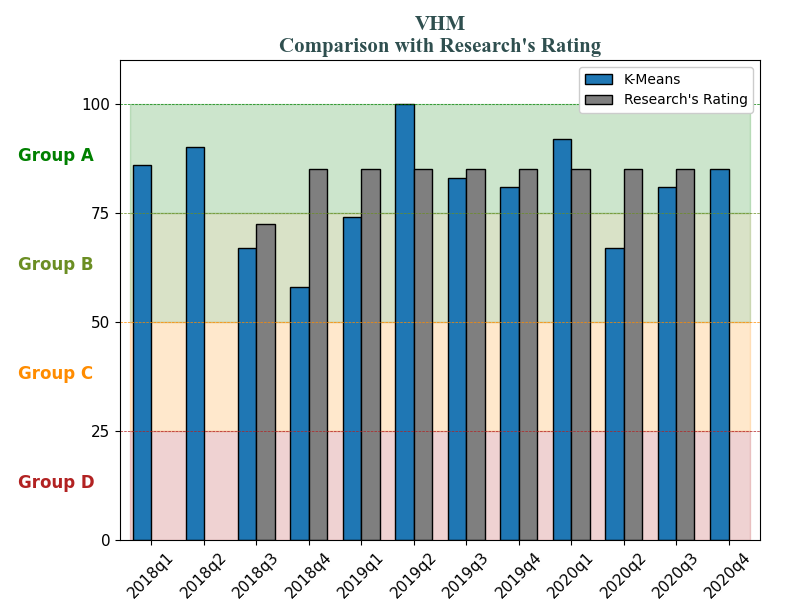 VHM
Comparison with Research's Rating
K-Means
Research's Rating
100
Group A
75
Group B
50
Group C
25
Group D
0
2018q1
2018q2
2018q3
2018q4
2019q1
2019q2
2019q3
2019q4
2020q1
2020q2
2020q3
2020q4